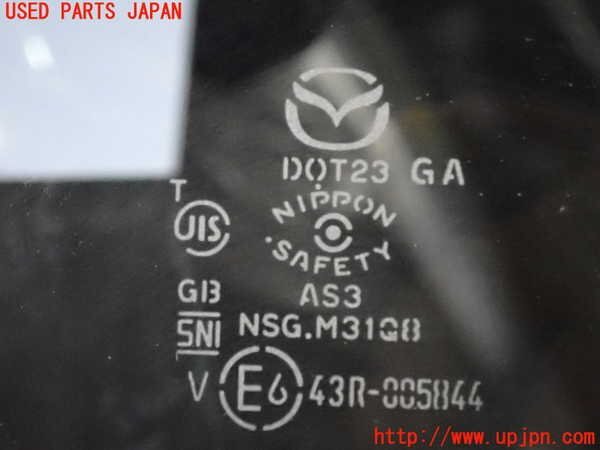 USED PARTS JAPAN
DOT23 GA
T
JIS
NIPPON
SAFETY
GB
AS3
SNI
NSG.M31Q8
V
E6
43R-005844
http://www.upjpn.com/